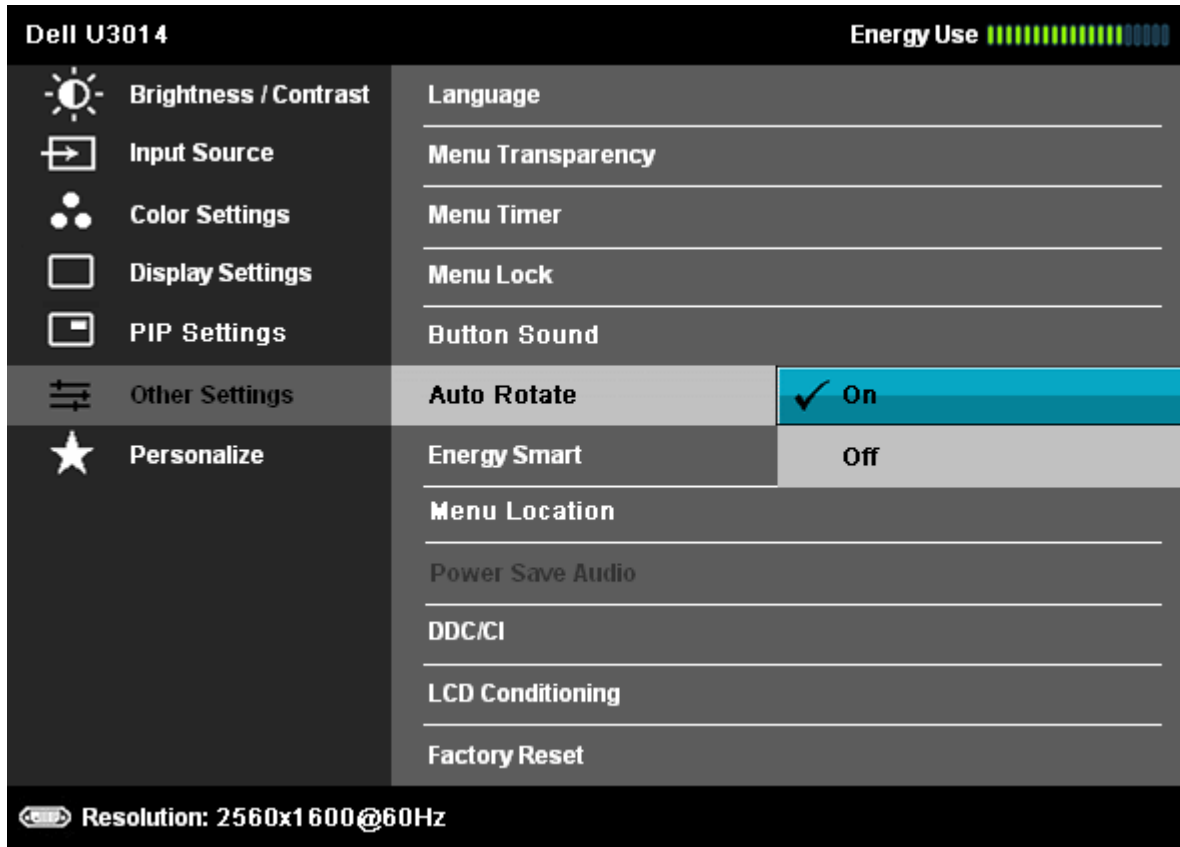 Dell U3014 Energy Use
Brightness / Contrast Language
Input Source Menu Transparency
Color Settings Menu Timer
Display Settings Menu Lock
PIP Settings Button Sound
Other Settings Auto Rotate On
Personalize Energy Smart Off
Menu Location
Power Save Audio
DDC/CI
LCD Conditioning
Factory Reset
Resolution: 2560x1600@60Hz